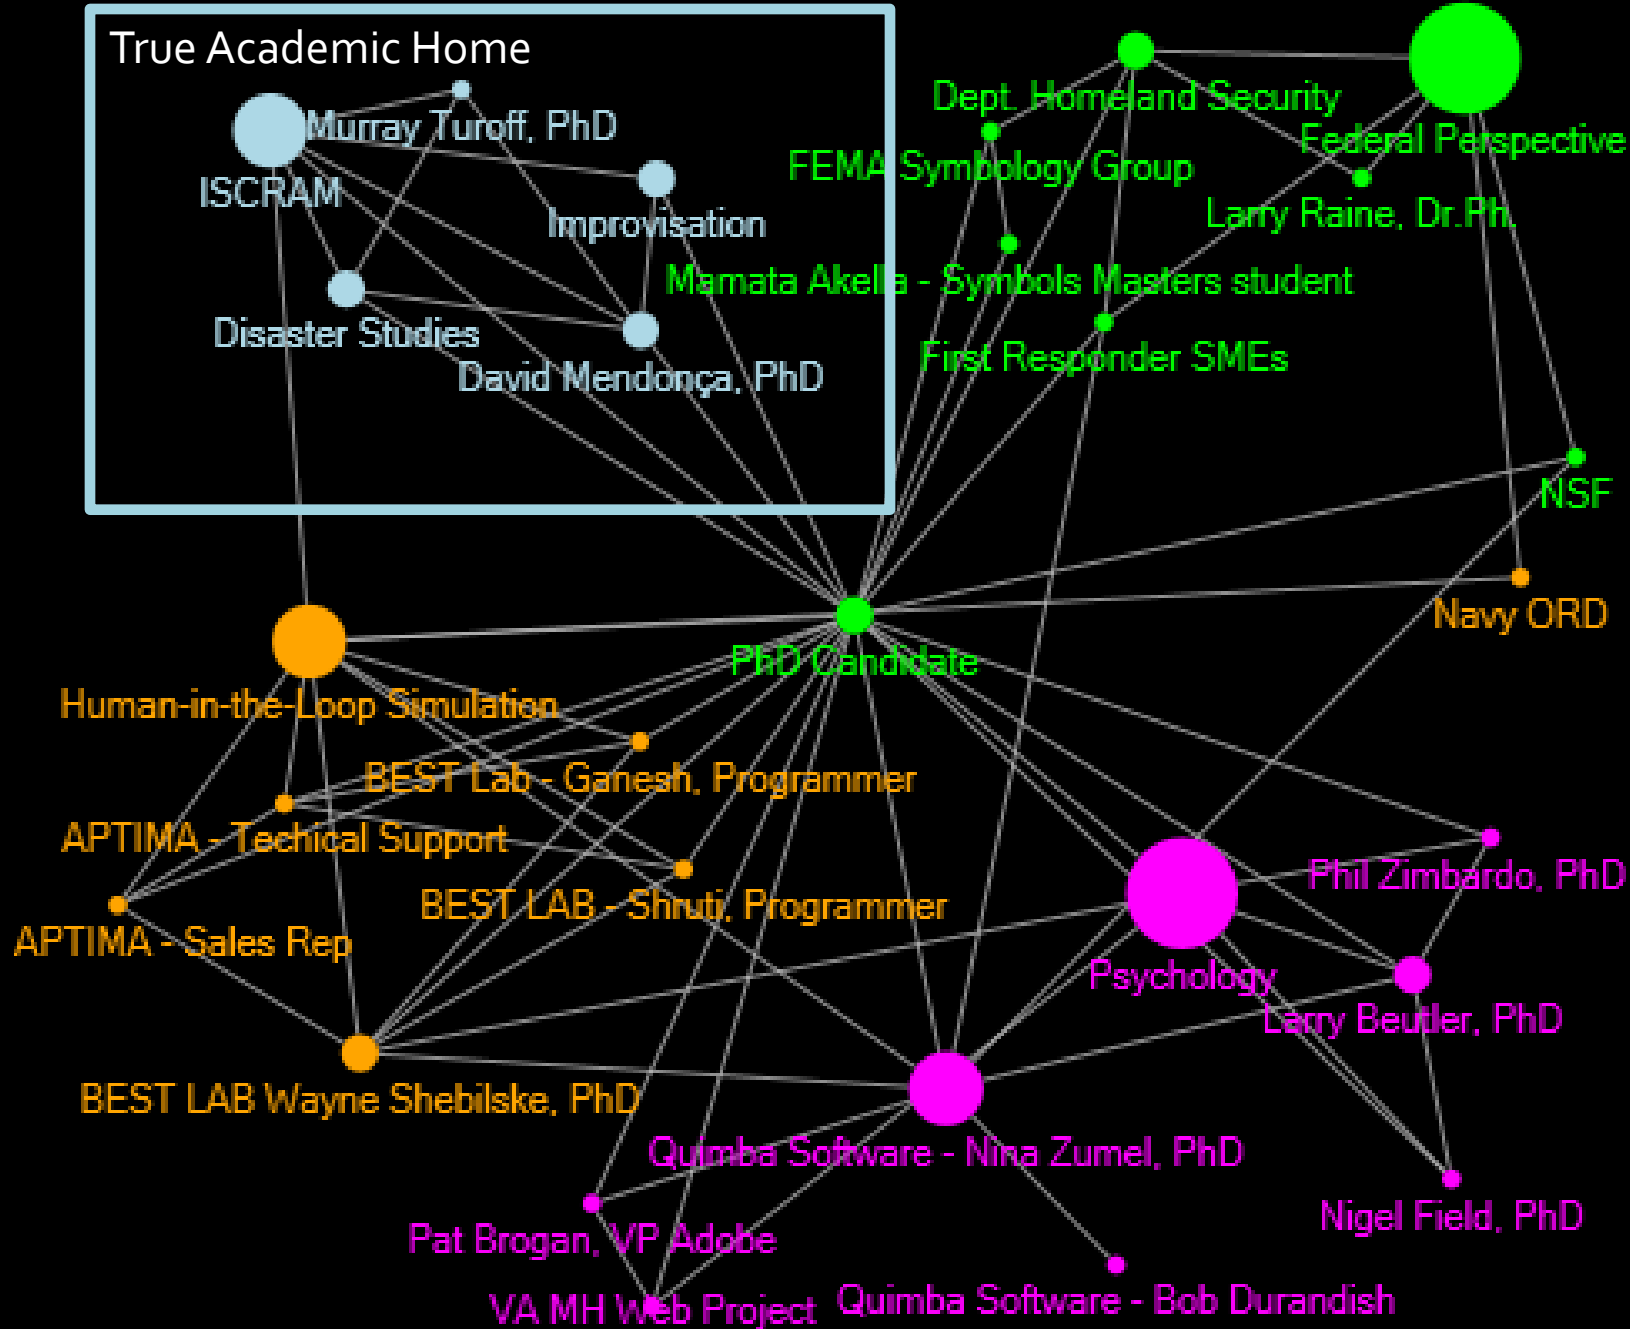 True Academic Home
Dept. Homeland Security
Murray Turoff, PhD
Federal Perspective
FEMA Symbology Group
ISCRAM
Larry Raine, Dr.Ph.
Improvisation
Mamata Akella - Symbols Masters student
Disaster Studies
First Responder SMEs
David Mendonça, PhD
NSF
Navy ORD
PhD Candidate
Human-in-the-Loop Simulation
BEST Lab - Ganesh, Programmer
APTIMA - Techical Support
Phil Zimbardo, PhD
BEST LAB - Shruti, Programmer
APTIMA - Sales Rep
Psychology
Larry Beutler, PhD
BEST LAB Wayne Shebilske, PhD
Quimba Software - Nina Zumel, PhD
Nigel Field, PhD
Pat Brogan, VP Adobe
Quimba Software - Bob Durandish
VA MH Web Project